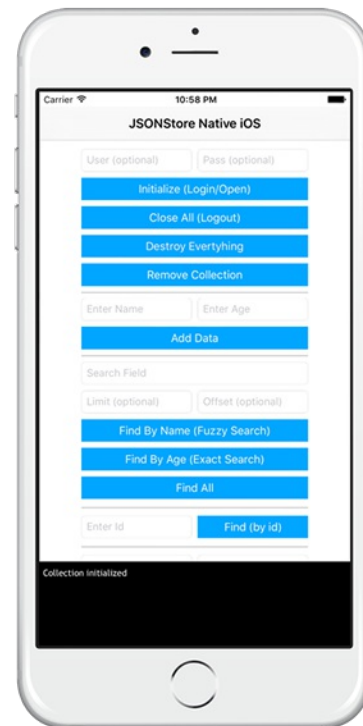 Carrier 10:58 PM
JSONStore Native iOS
User (optional) Pass (optional)
Initialize (Login/Open)
Close All (Logout)
Destroy Evertyhing
Remove Collection
Enter Name Enter Age
Add Data
Search Field
Limit (optional) Offset (optional)
Find By Name (Fuzzy Search)
Find By Age (Exact Search)
Find All
Enter Id Find (by id)
Collection initialized